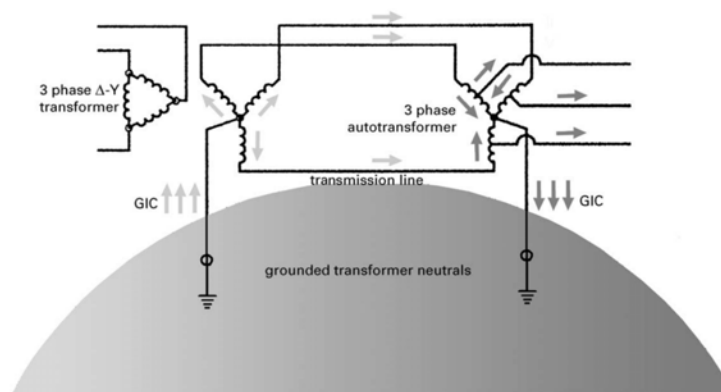 3 phase Δ-Y
transformer
3 phase
autotransformer
transmission line
GIC
GIC
grounded transformer neutrals